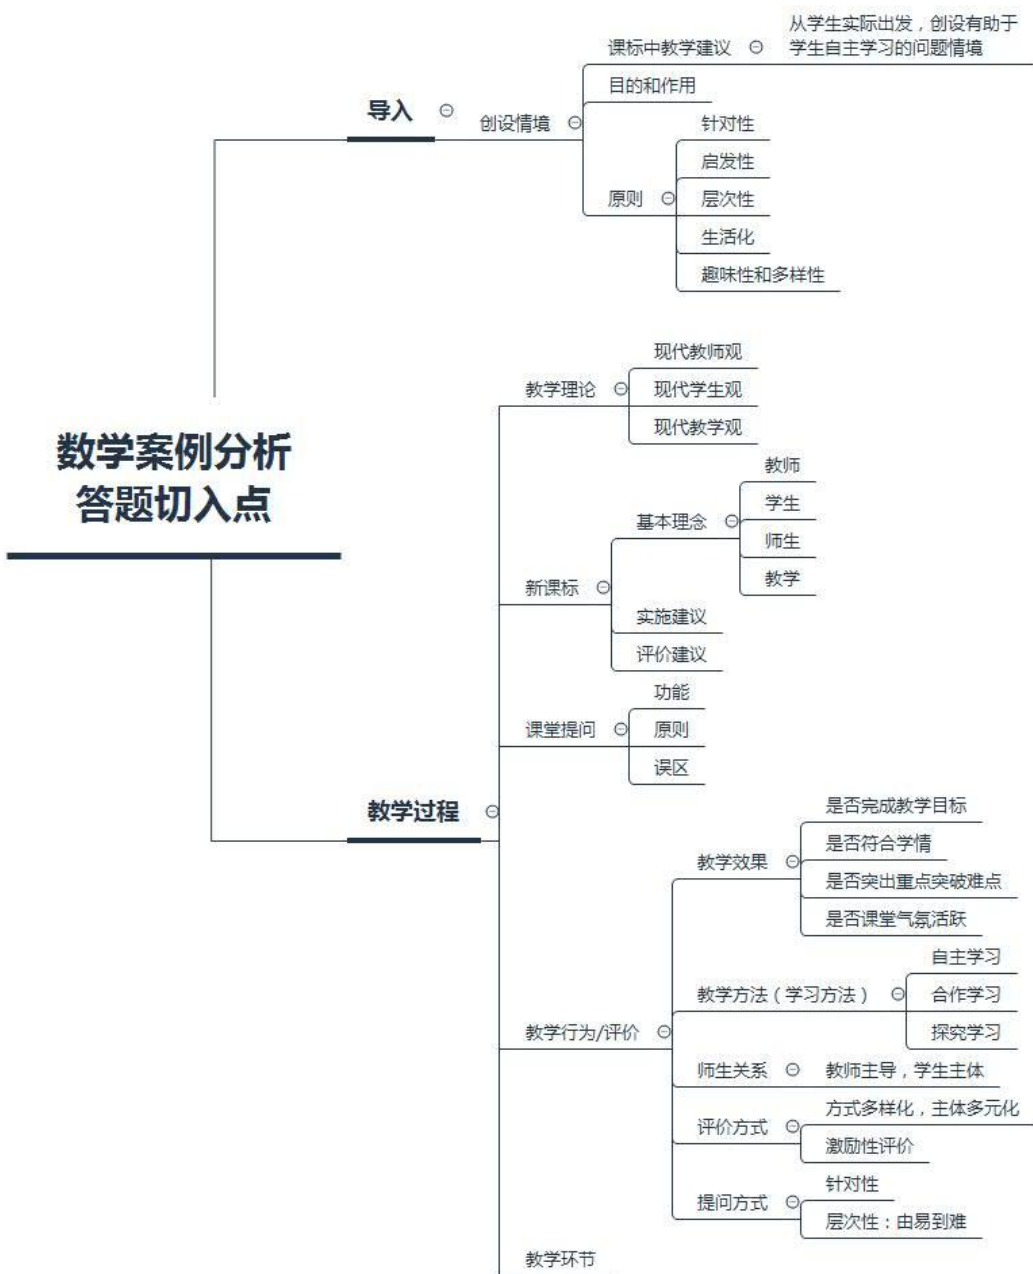 数学案例分析
答题切入点
导入
创设情境
课标中教学建议
从学生实际出发，创设有助于
学生自主学习的问题情境
目的和作用
原则
针对性
启发性
层次性
生活化
趣味性和多样性
教学过程
教学理论
现代教师观
现代学生观
现代教学观
新课标
基本理念
教师
学生
师生
教学
实施建议
评价建议
课堂提问
功能
原则
误区
教学行为/评价
教学效果
是否完成教学目标
是否符合学情
是否突出重点突破难点
是否课堂气氛活跃
教学方法（学习方法）
自主学习
合作学习
探究学习
师生关系
教师主导，学生主体
评价方式
方式多样化，主体多元化
激励性评价
提问方式
针对性
层次性：由易到难
教学环节